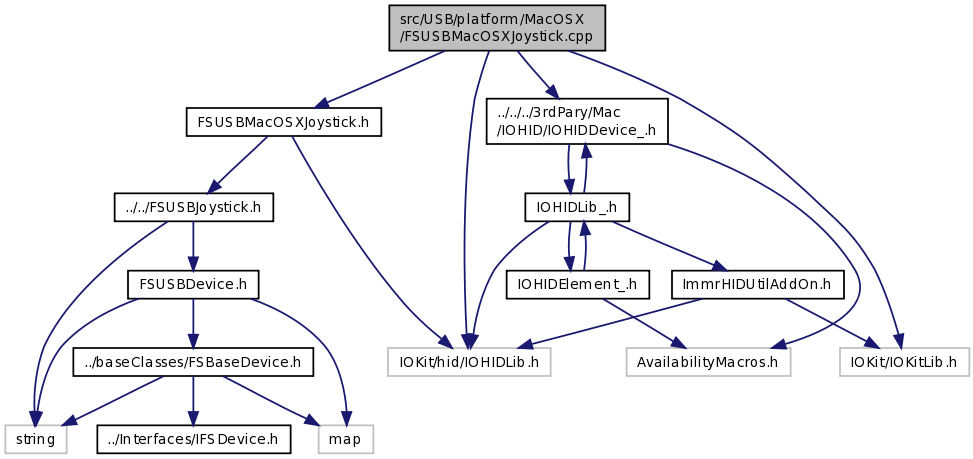 src/USB/platform/MacOSX
/FSUSBMacOSXJoystick.cpp
FSUSBMacOSXJoystick.h
../../../3rdPary/Mac
/IOHID/IOHIDDevice_.h
../../FSUSBJoystick.h
IOHIDLib_.h
FSUSBDevice.h
IOHIDElement_.h
ImmrHIDUtilAddOn.h
../baseClasses/FSBaseDevice.h
IOKit/hid/IOHIDLib.h
AvailabilityMacros.h
IOKit/IOKitLib.h
string
../Interfaces/IFSDevice.h
map